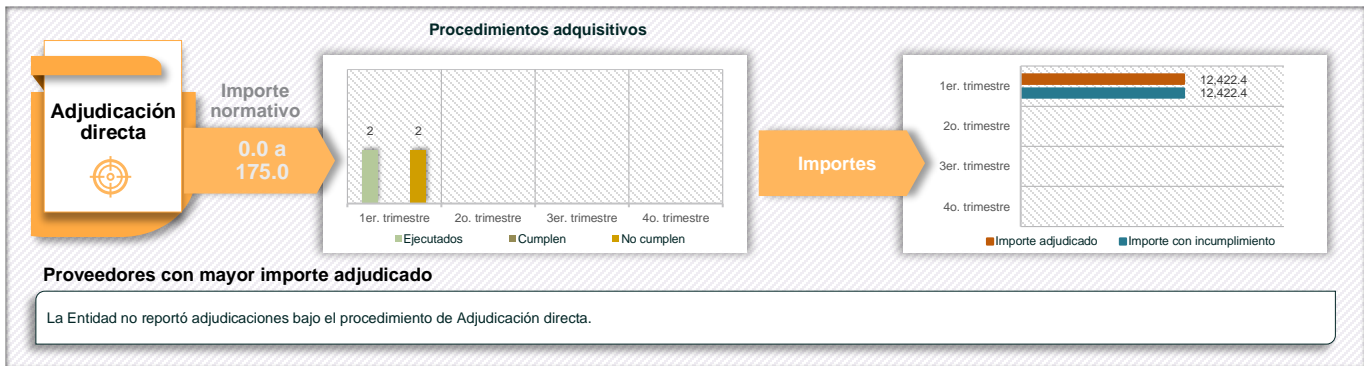 Procedimientos adquisitivos
Adjudicación
directa
Importe
normativo
0.0 a
175.0
2
2
1er. trimestre
2o. trimestre
3er. trimestre
4o. trimestre
Ejecutados
Cumplen
No cumplen
Importes
1er. trimestre
12,422.4
12,422.4
2o. trimestre
3er. trimestre
4o. trimestre
Importe adjudicado
Importe con incumplimiento
Proveedores con mayor importe adjudicado
La Entidad no reportó adjudicaciones bajo el procedimiento de Adjudicación directa.